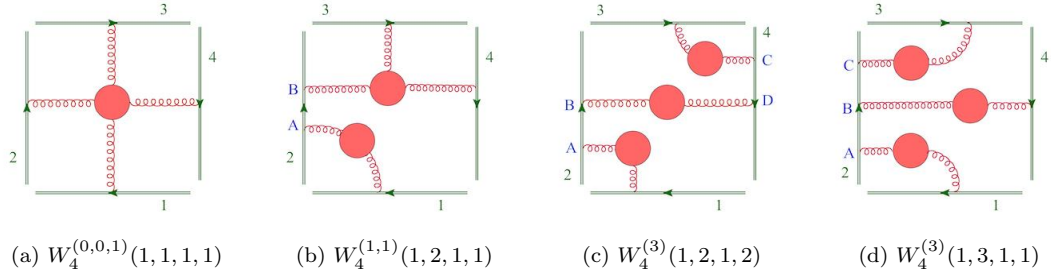 3
4
2
1
(a) $W_4^{(0,0,1)}(1, 1, 1, 1)$
3
4
B
A
2
1
(b) $W_4^{(1,1)}(1, 2, 1, 1)$
3
4
C
B
D
A
2
1
(c) $W_4^{(3)}(1, 2, 1, 2)$
3
4
C
B
A
2
1
(d) $W_4^{(3)}(1, 3, 1, 1)$